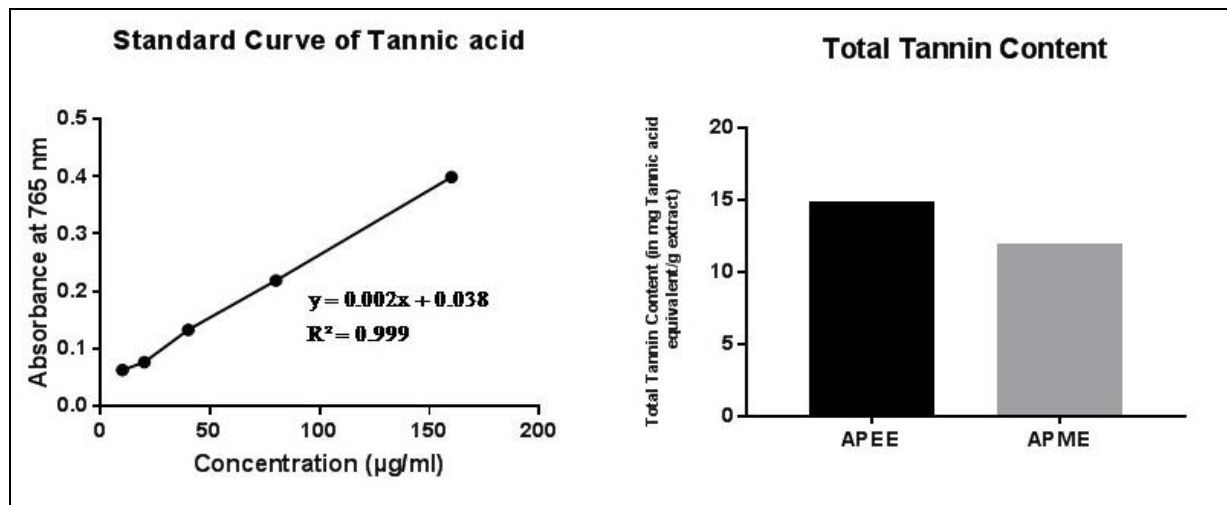 Standard Curve of Tannic acid
Absorbance at 765 nm
0.5
0.4
0.3
0.2
0.1
0.0
y = 0.002x + 0.038
R² = 0.999
0
50
100
150
200
Concentration (µg/ml)
Total Tannin Content
Total Tannin Content (in mg Tannic acid
equivalent/g extract)
20
15
10
5
0
APEE
APME